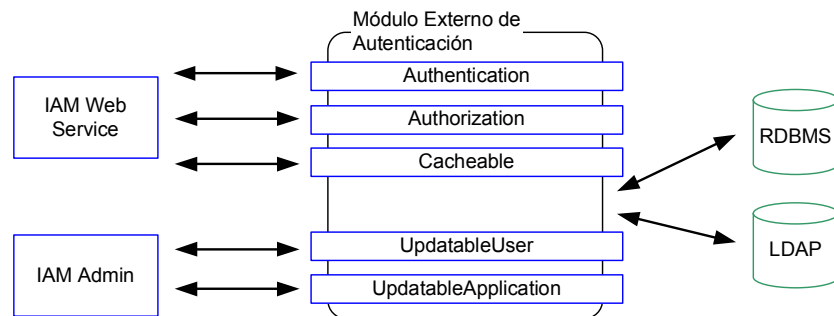 Módulo Externo de
Autenticación
Authentication
IAM Web
Service
Authorization
Cacheable
RDBMS
UpdatableUser
LDAP
IAM Admin
UpdatableApplication